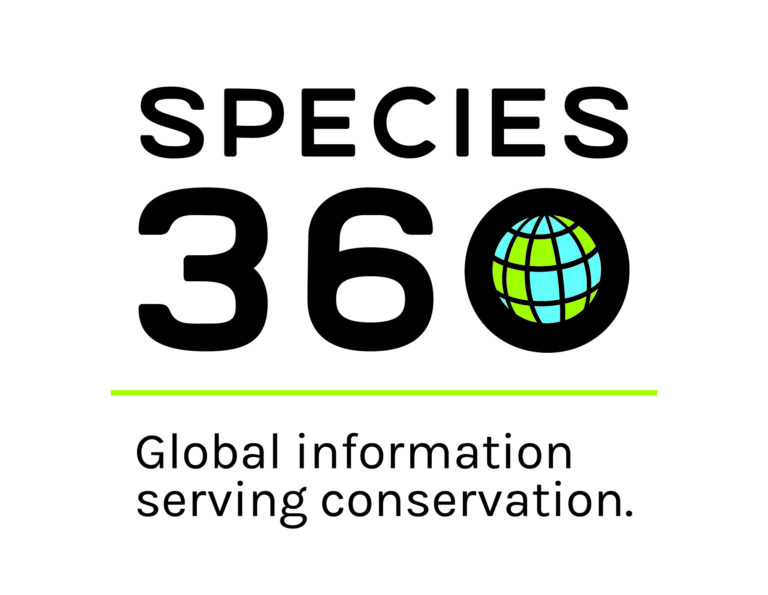 SPECIES
360
Global information
serving conservation.